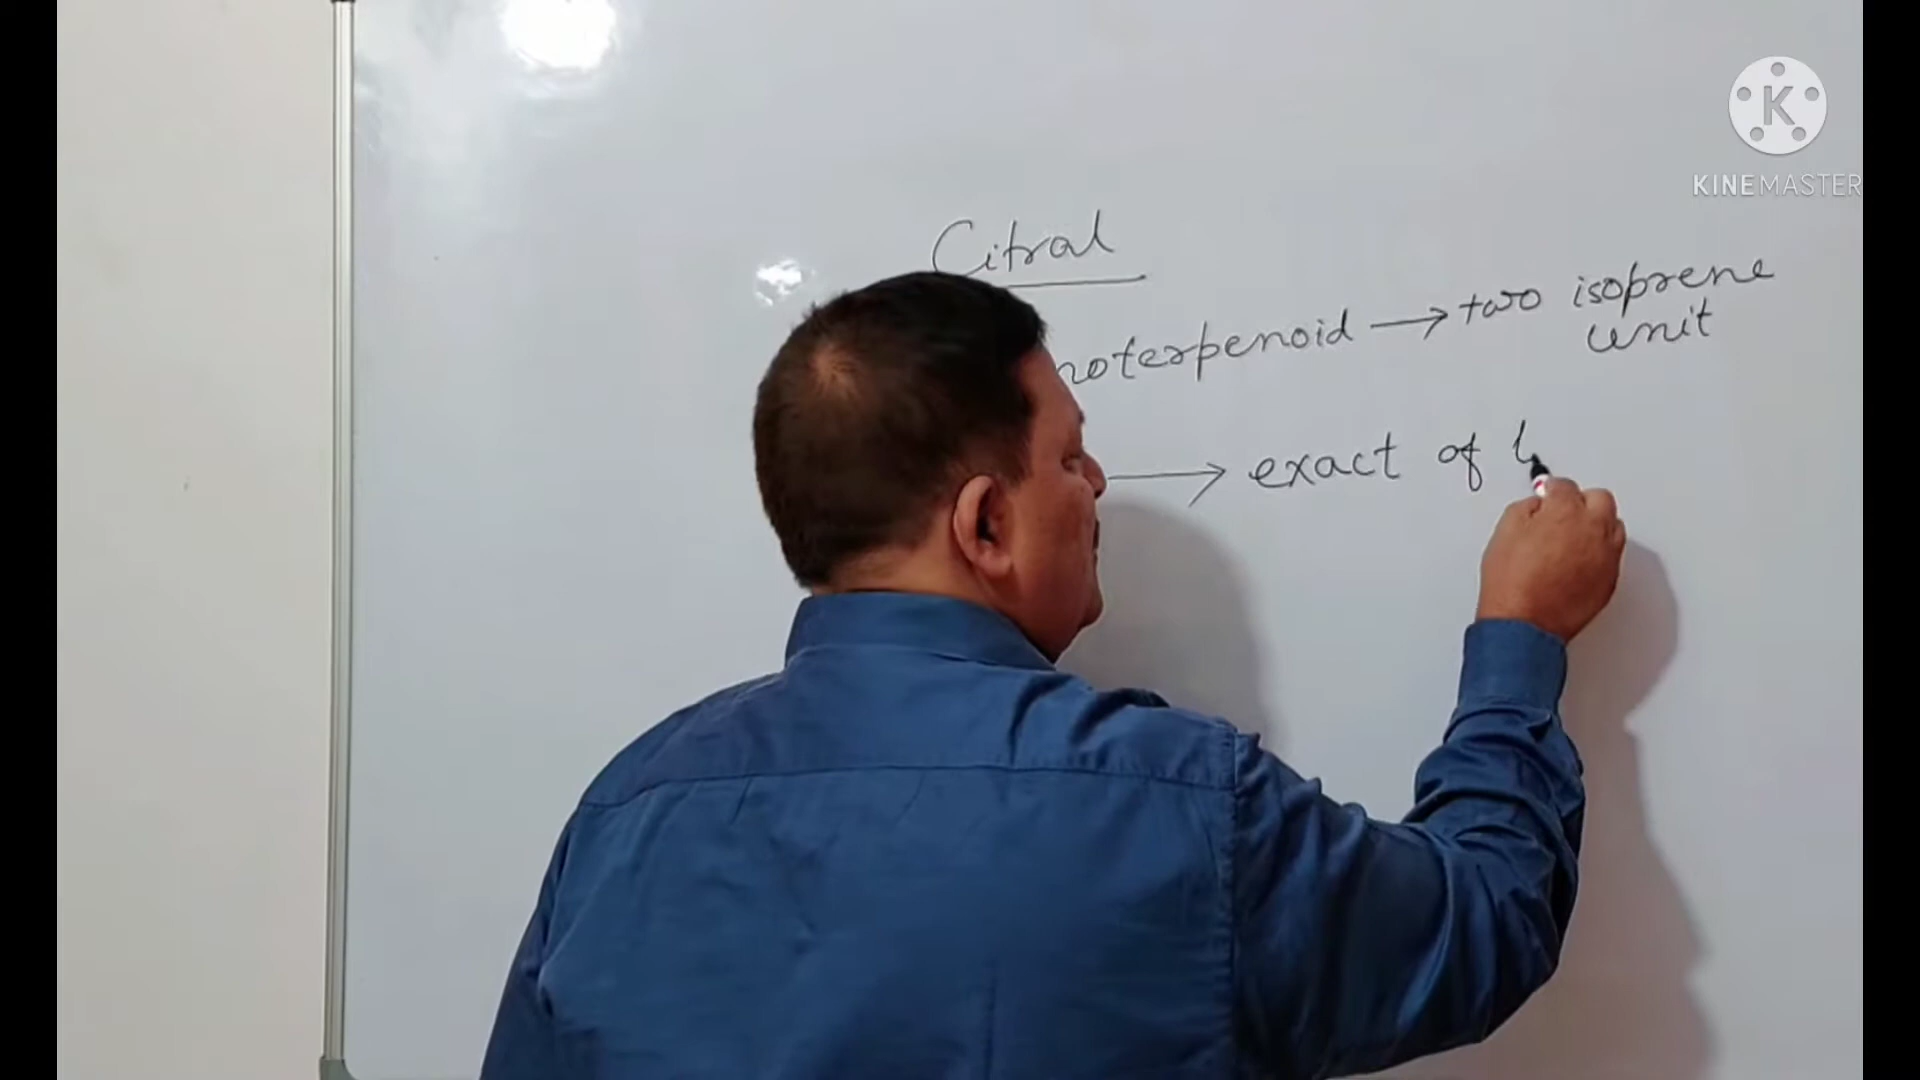 KINEMASTER
Citral
noterpenoid → two isoprene
unit
→ exact of